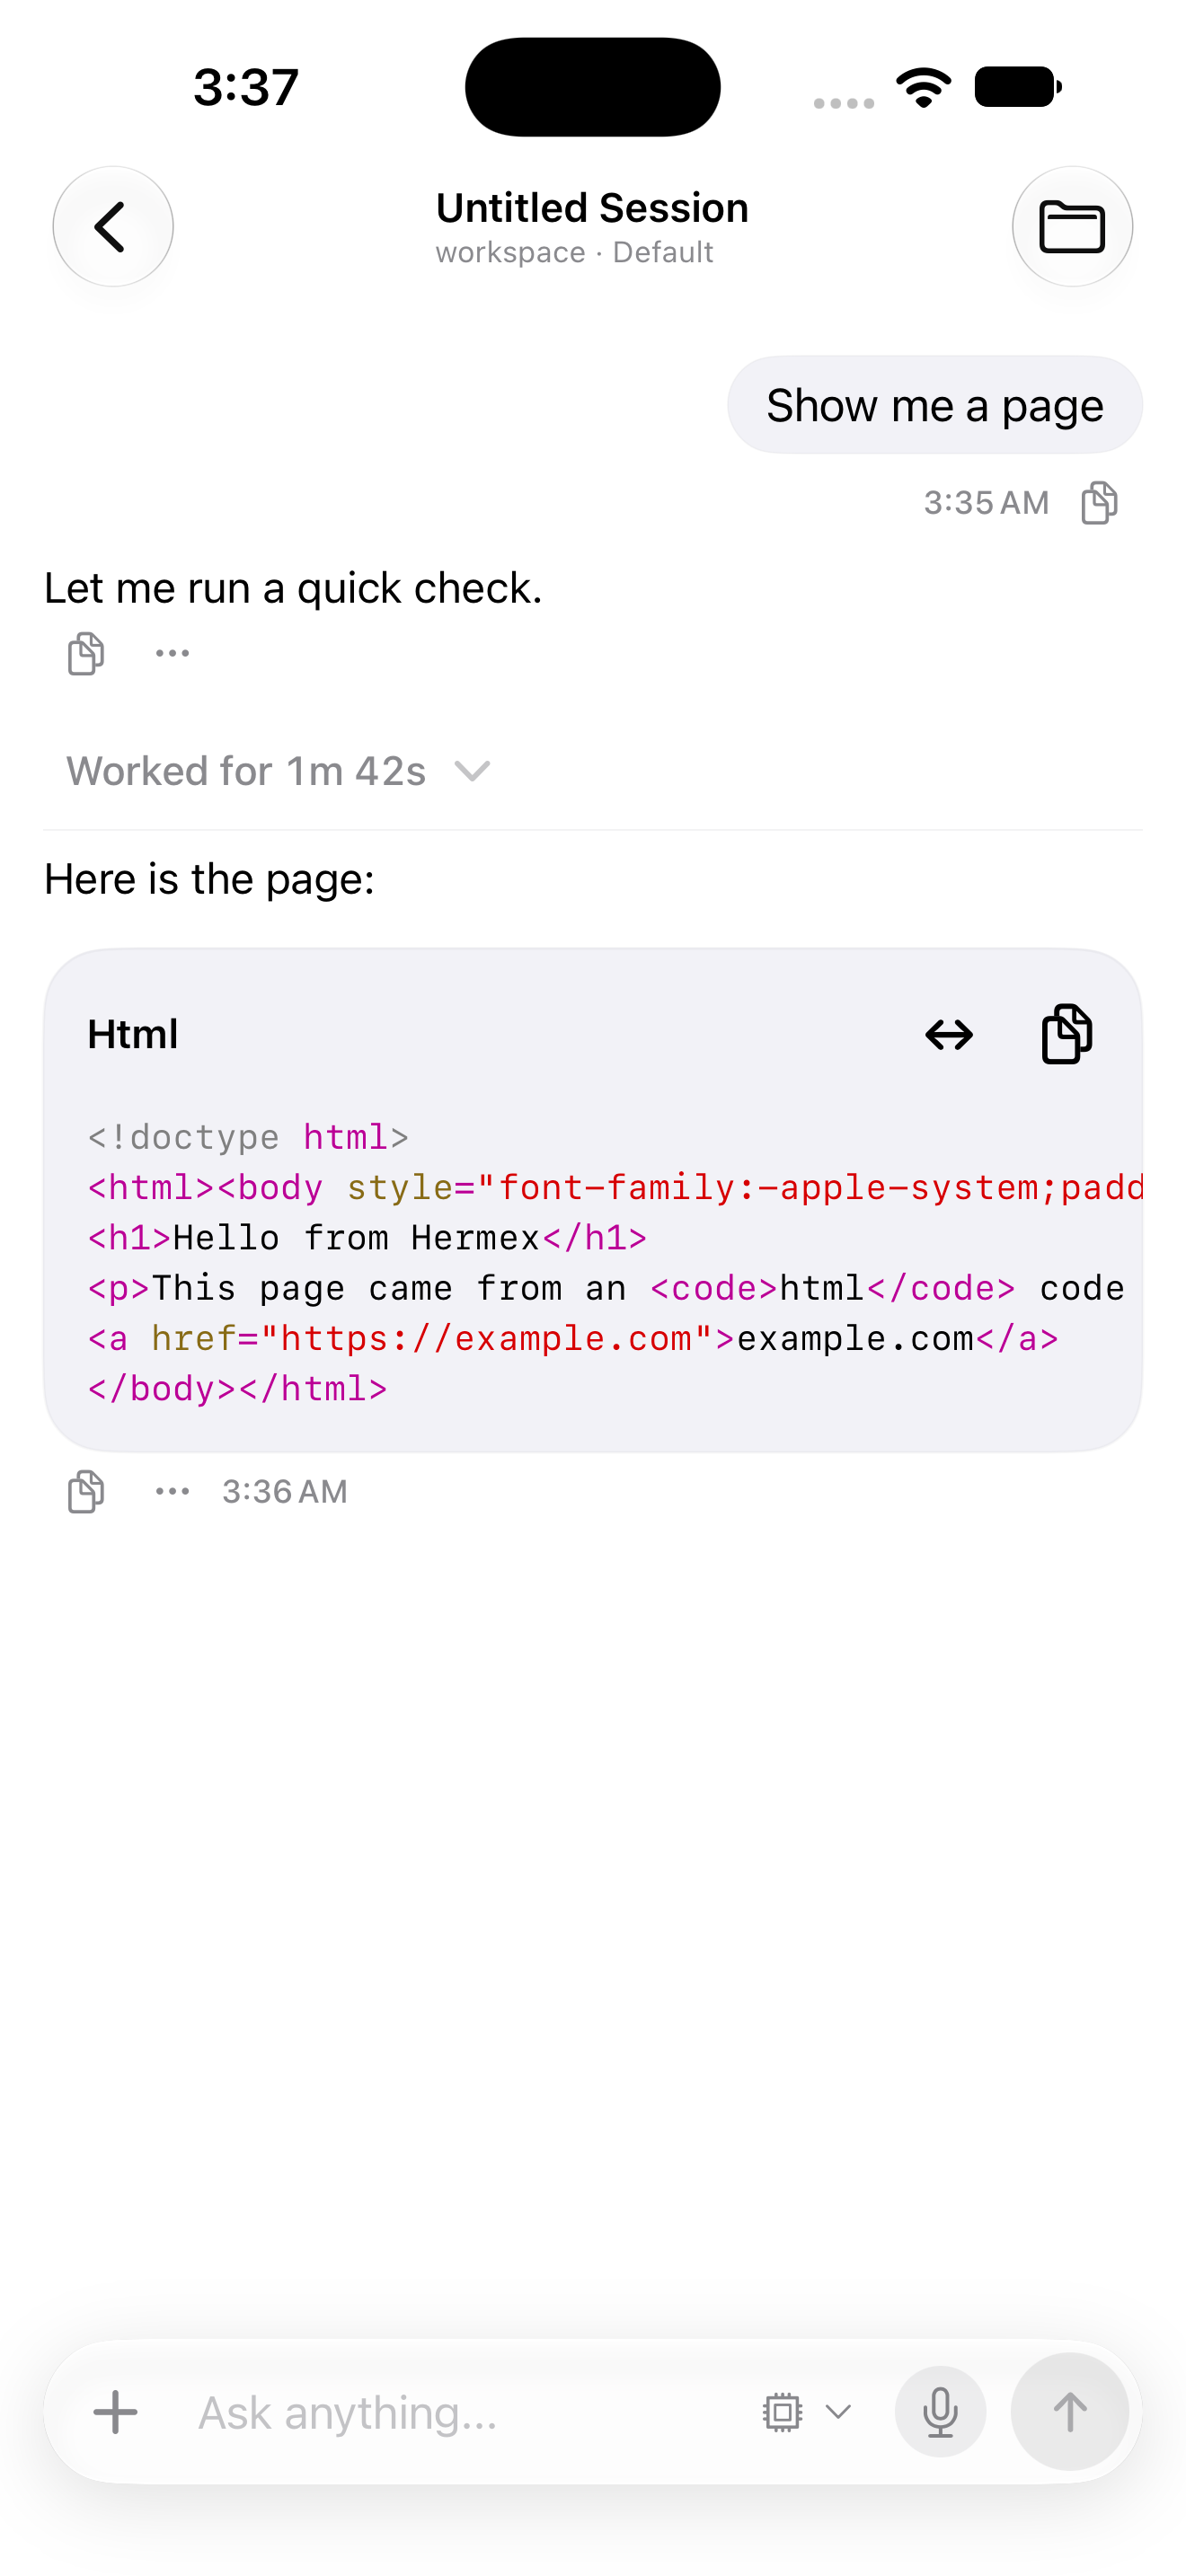 3:37
Untitled Session
workspace · Default
Show me a page
3:35 AM
Let me run a quick check.
Worked for 1m 42s
Here is the page:
Html
<!doctype html>
<html><body style="font-family:-apple-system;padd
<h1>Hello from Hermex</h1>
<p>This page came from an <code>html</code> code
<a href="https://example.com">example.com</a>
</body></html>
3:36 AM
Ask anything...